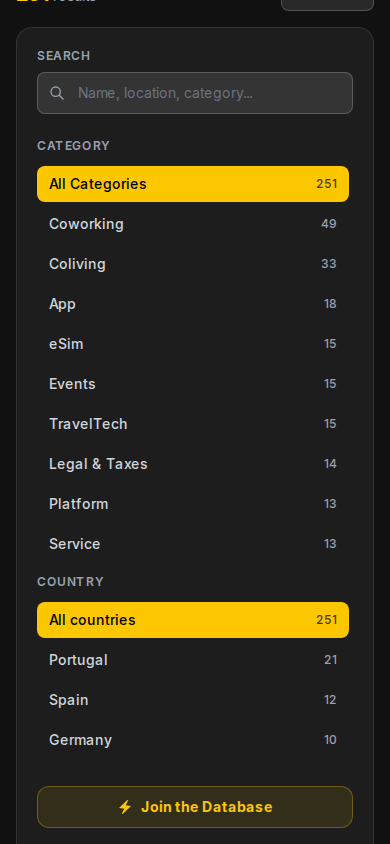 SEARCH
Name, location, category...
CATEGORY
All Categories 251
Coworking 49
Coliving 33
App 18
eSim 15
Events 15
TravelTech 15
Legal & Taxes 14
Platform 13
Service 13
COUNTRY
All countries 251
Portugal 21
Spain 12
Germany 10
Join the Database